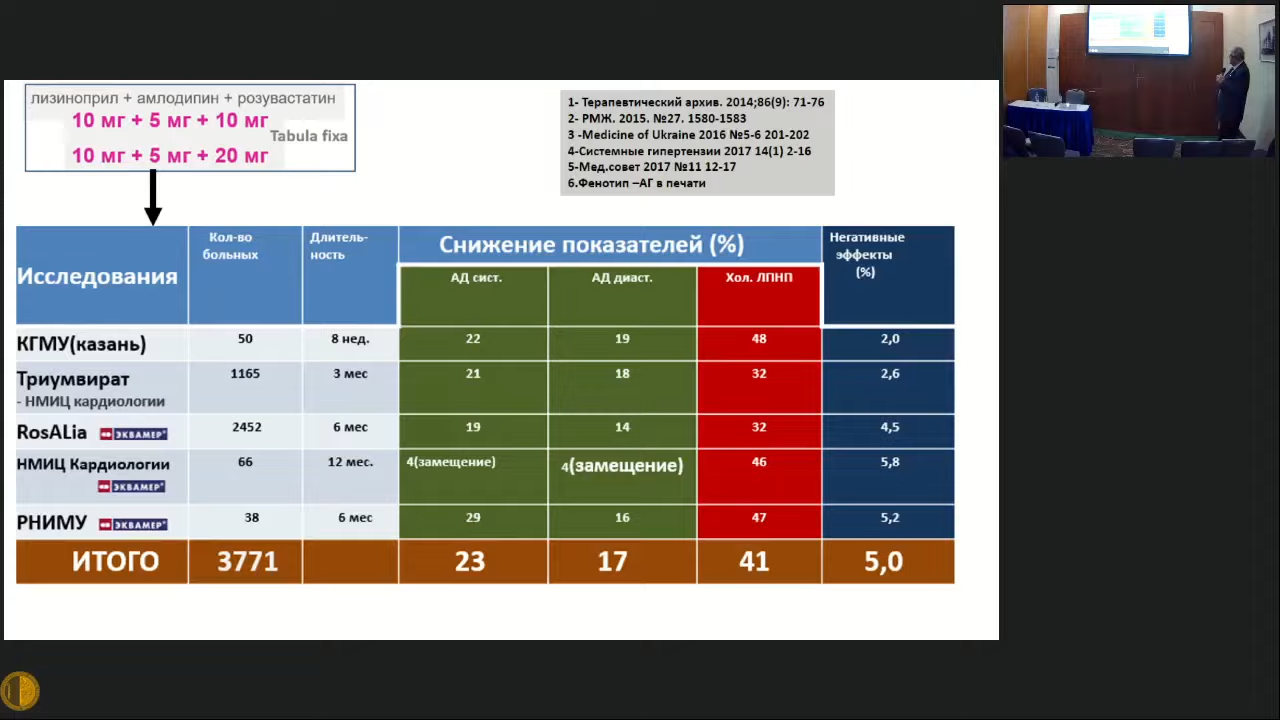 лизиноприл + амлодипин + розувастатин
10 мг + 5 мг + 10 мг
Tabula fixa
10 мг + 5 мг + 20 мг
1- Терапевтический архив. 2014;86(9): 71-76
2- РМЖ. 2015. №27. 1580-1583
3 -Medicine of Ukraine 2016 №5-6 201-202
4-Системные гипертензии 2017 14(1) 2-16
5-Мед.совет 2017 №11 12-17
6.Фенотип –АГ в печати
Исследования
Кол-во
больных
Длитель-
ность
Снижение показателей (%)
Негативные
эффекты
(%)
АД сист.
АД диаст.
Хол. ЛПНП
КГМУ(казань) 50 8 нед. 22 19 48 2,0
Триумвират 1165 3 мес 21 18 32 2,6
- НМИЦ кардиологии
RosALia ЭКВАМЕР® 2452 6 мес 19 14 32 4,5
НМИЦ Кардиологии 66 12 мес. 4(замещение) 4(замещение) 46 5,8
ЭКВАМЕР®
РНИМУ ЭКВАМЕР® 38 6 мес 29 16 47 5,2
ИТОГО 3771 23 17 41 5,0